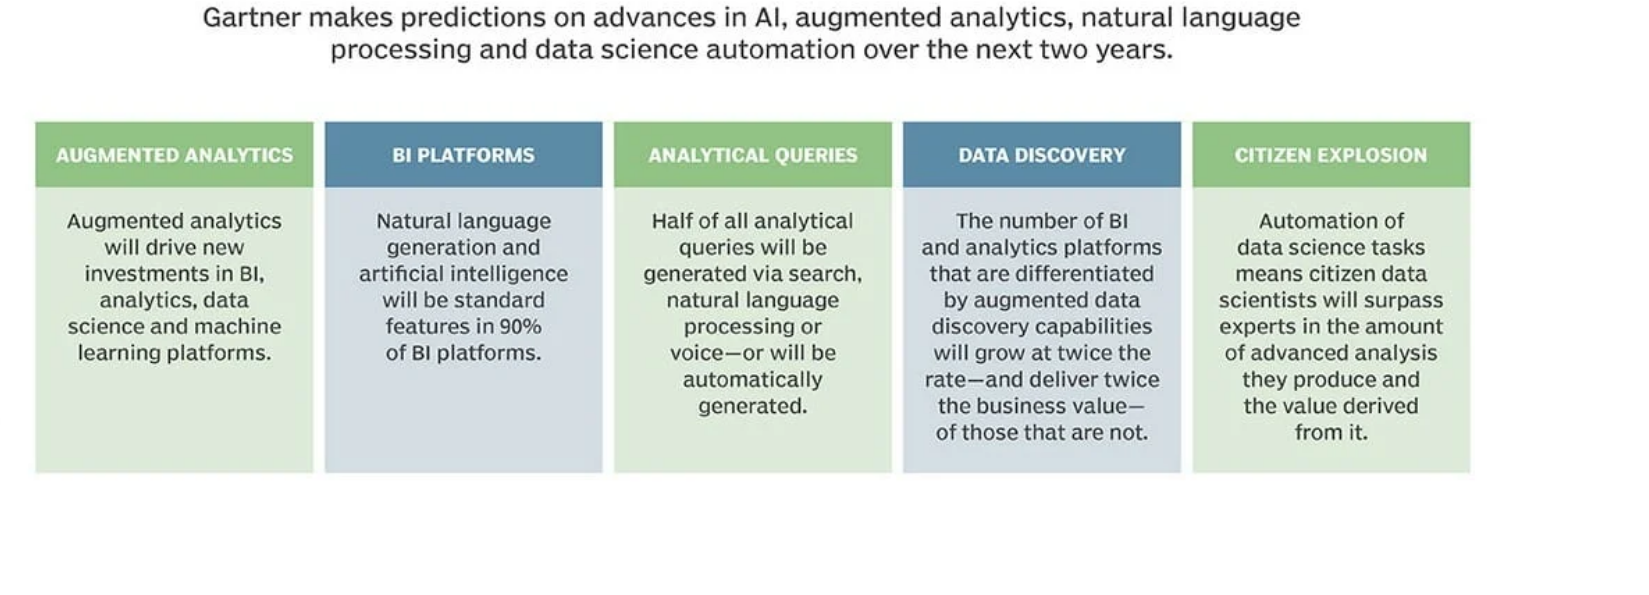 Gartner makes predictions on advances in AI, augmented analytics, natural language
processing and data science automation over the next two years.
AUGMENTED ANALYTICS
Augmented analytics
will drive new
investments in BI,
analytics, data
science and machine
learning platforms.
BI PLATFORMS
Natural language
generation and
artificial intelligence
will be standard
features in 90%
of BI platforms.
ANALYTICAL QUERIES
Half of all analytical
queries will be
generated via search,
natural language
processing or
voice—or will be
automatically
generated.
DATA DISCOVERY
The number of BI
and analytics platforms
that are differentiated
by augmented data
discovery capabilities
will grow at twice the
rate—and deliver twice
the business value—
of those that are not.
CITIZEN EXPLOSION
Automation of
data science tasks
means citizen data
scientists will surpass
experts in the amount
of advanced analysis
they produce and
the value derived
from it.